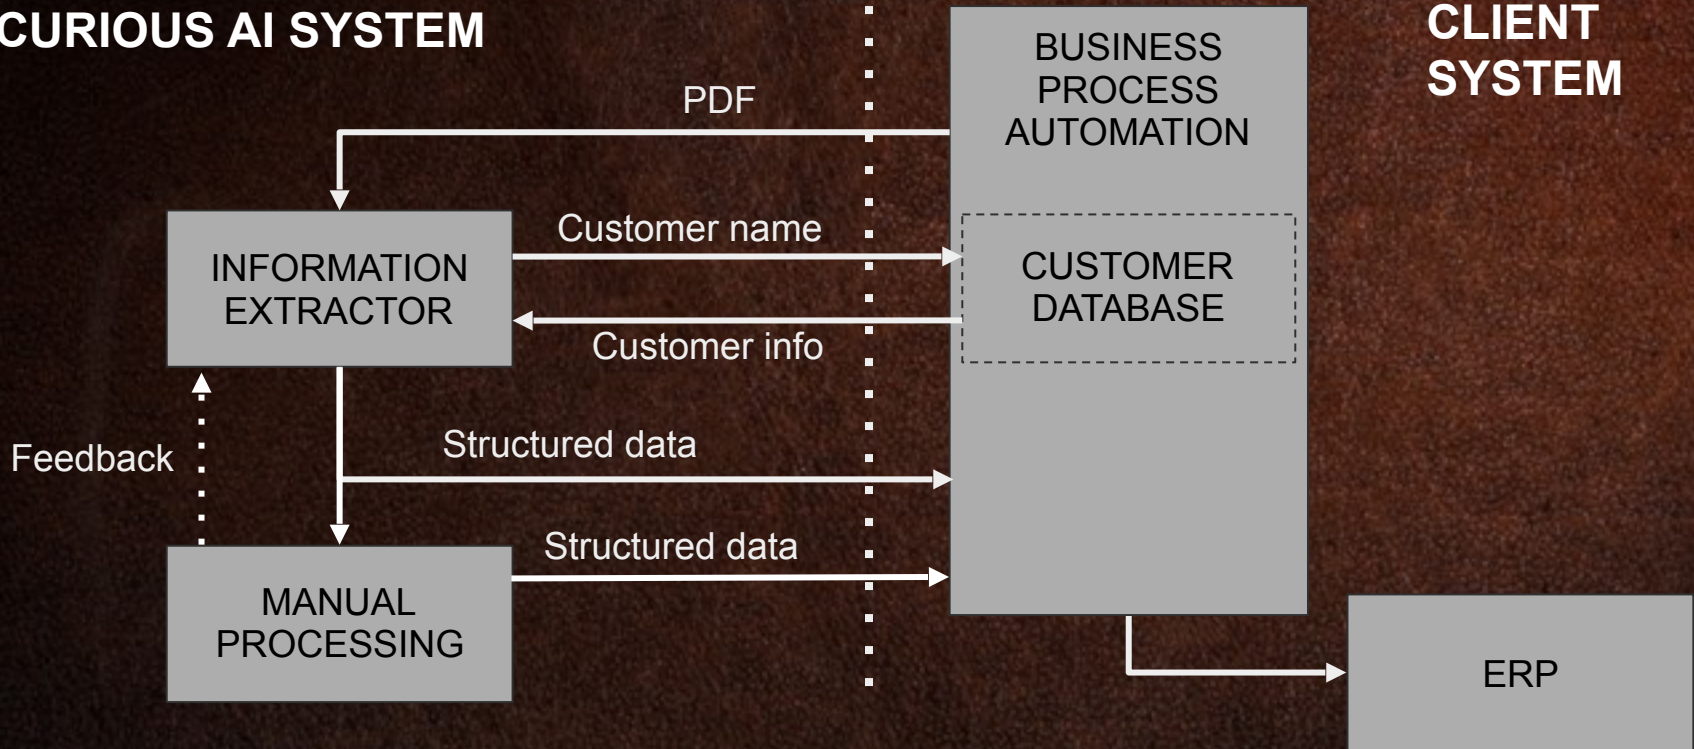 CURIOUS AI SYSTEM
CLIENT
SYSTEM
BUSINESS
PROCESS
AUTOMATION
PDF
Customer name
INFORMATION
EXTRACTOR
CUSTOMER
DATABASE
Customer info
Structured data
Feedback
Structured data
MANUAL
PROCESSING
ERP